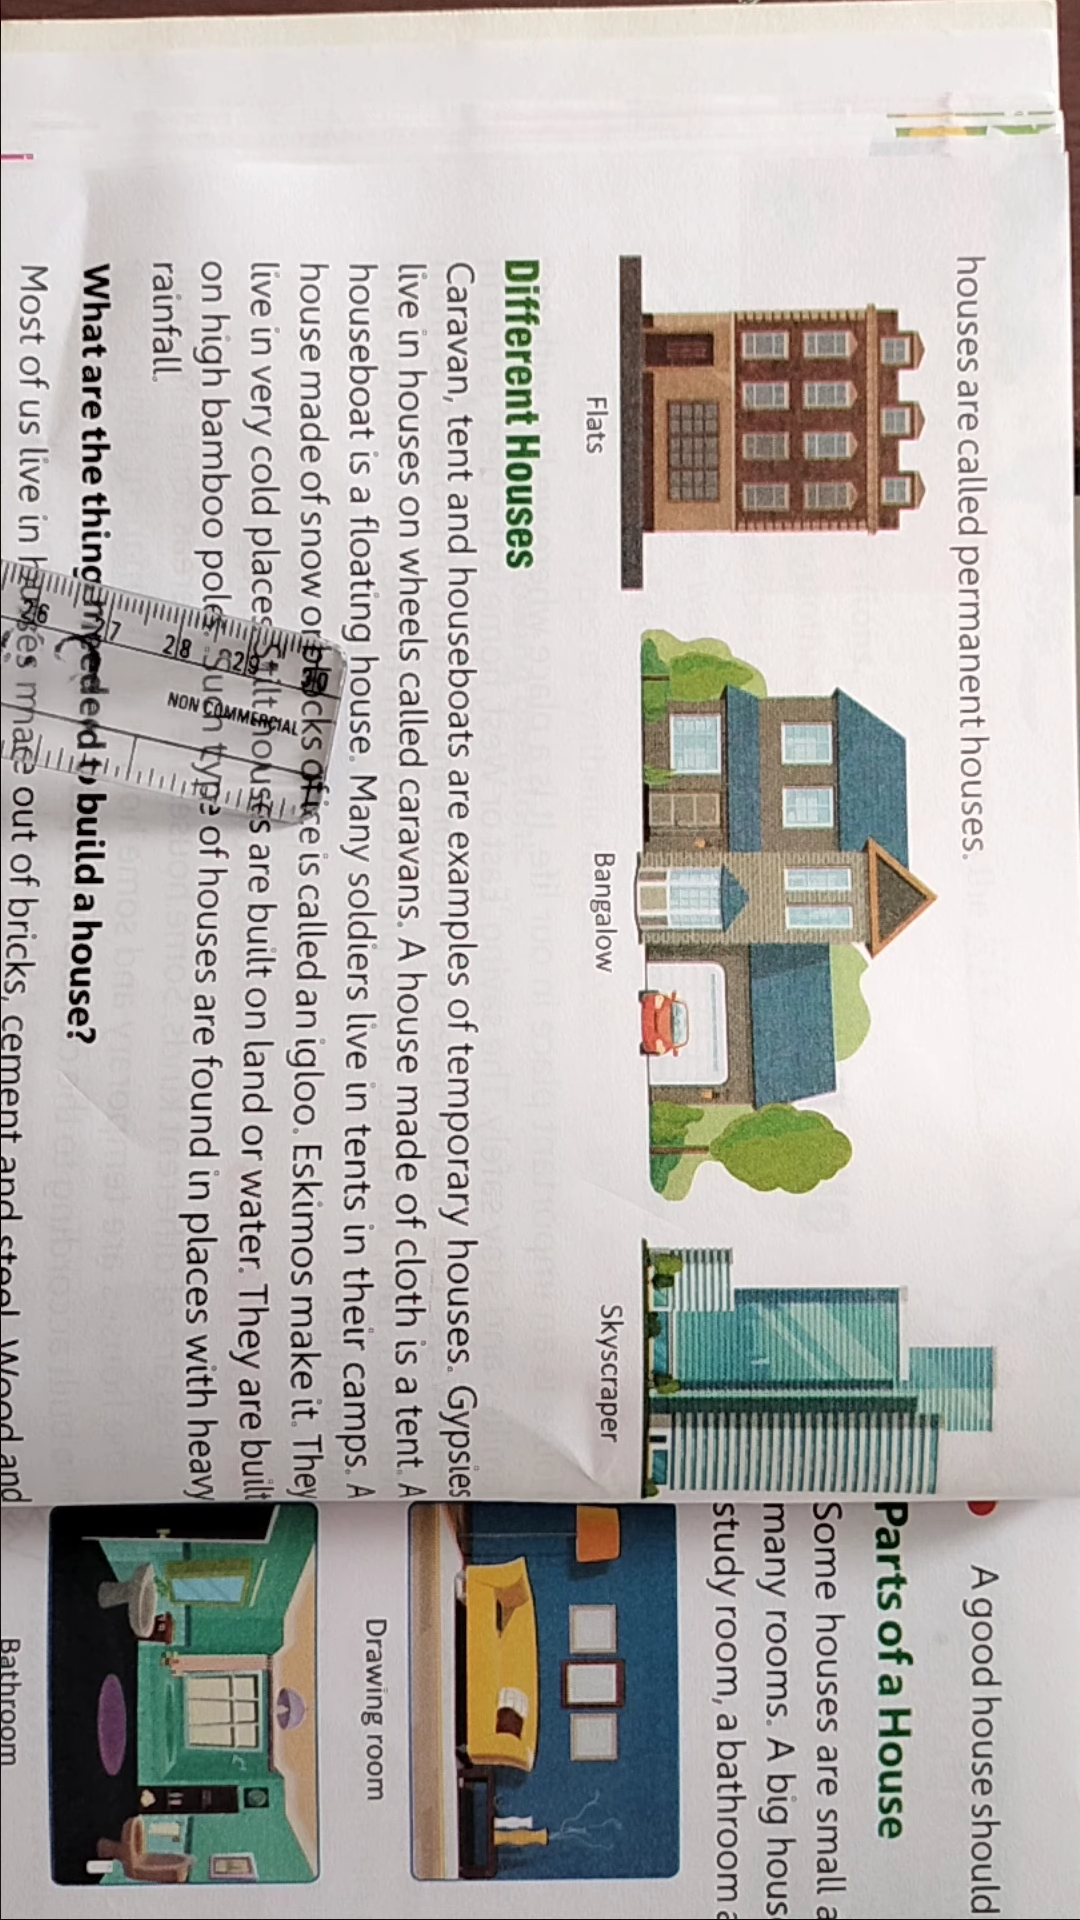 houses are called permanent houses.
Flats
Bangalow
Skyscraper
Different Houses
Caravan, tent and houseboats are examples of temporary houses. Gypsies
live in houses on wheels called caravans. A house made of cloth is a tent. A
houseboat is a floating house. Many soldiers live in tents in their camps. A
house made of snow or blocks of ice is called an igloo. Eskimos make it. They
live in very cold places. Stilt houses are built on land or water. They are built
on high bamboo poles. Such type of houses are found in places with heavy
rainfall.
What are the things needed to build a house?
Most of us live in houses made out of bricks, cement and steel. Wood and
26 27 28 29 30
NON COMMERCIAL
A good house should
Parts of a House
Some houses are small a
many rooms. A big hous
study room, a bathroom a
Drawing room
Bathroom